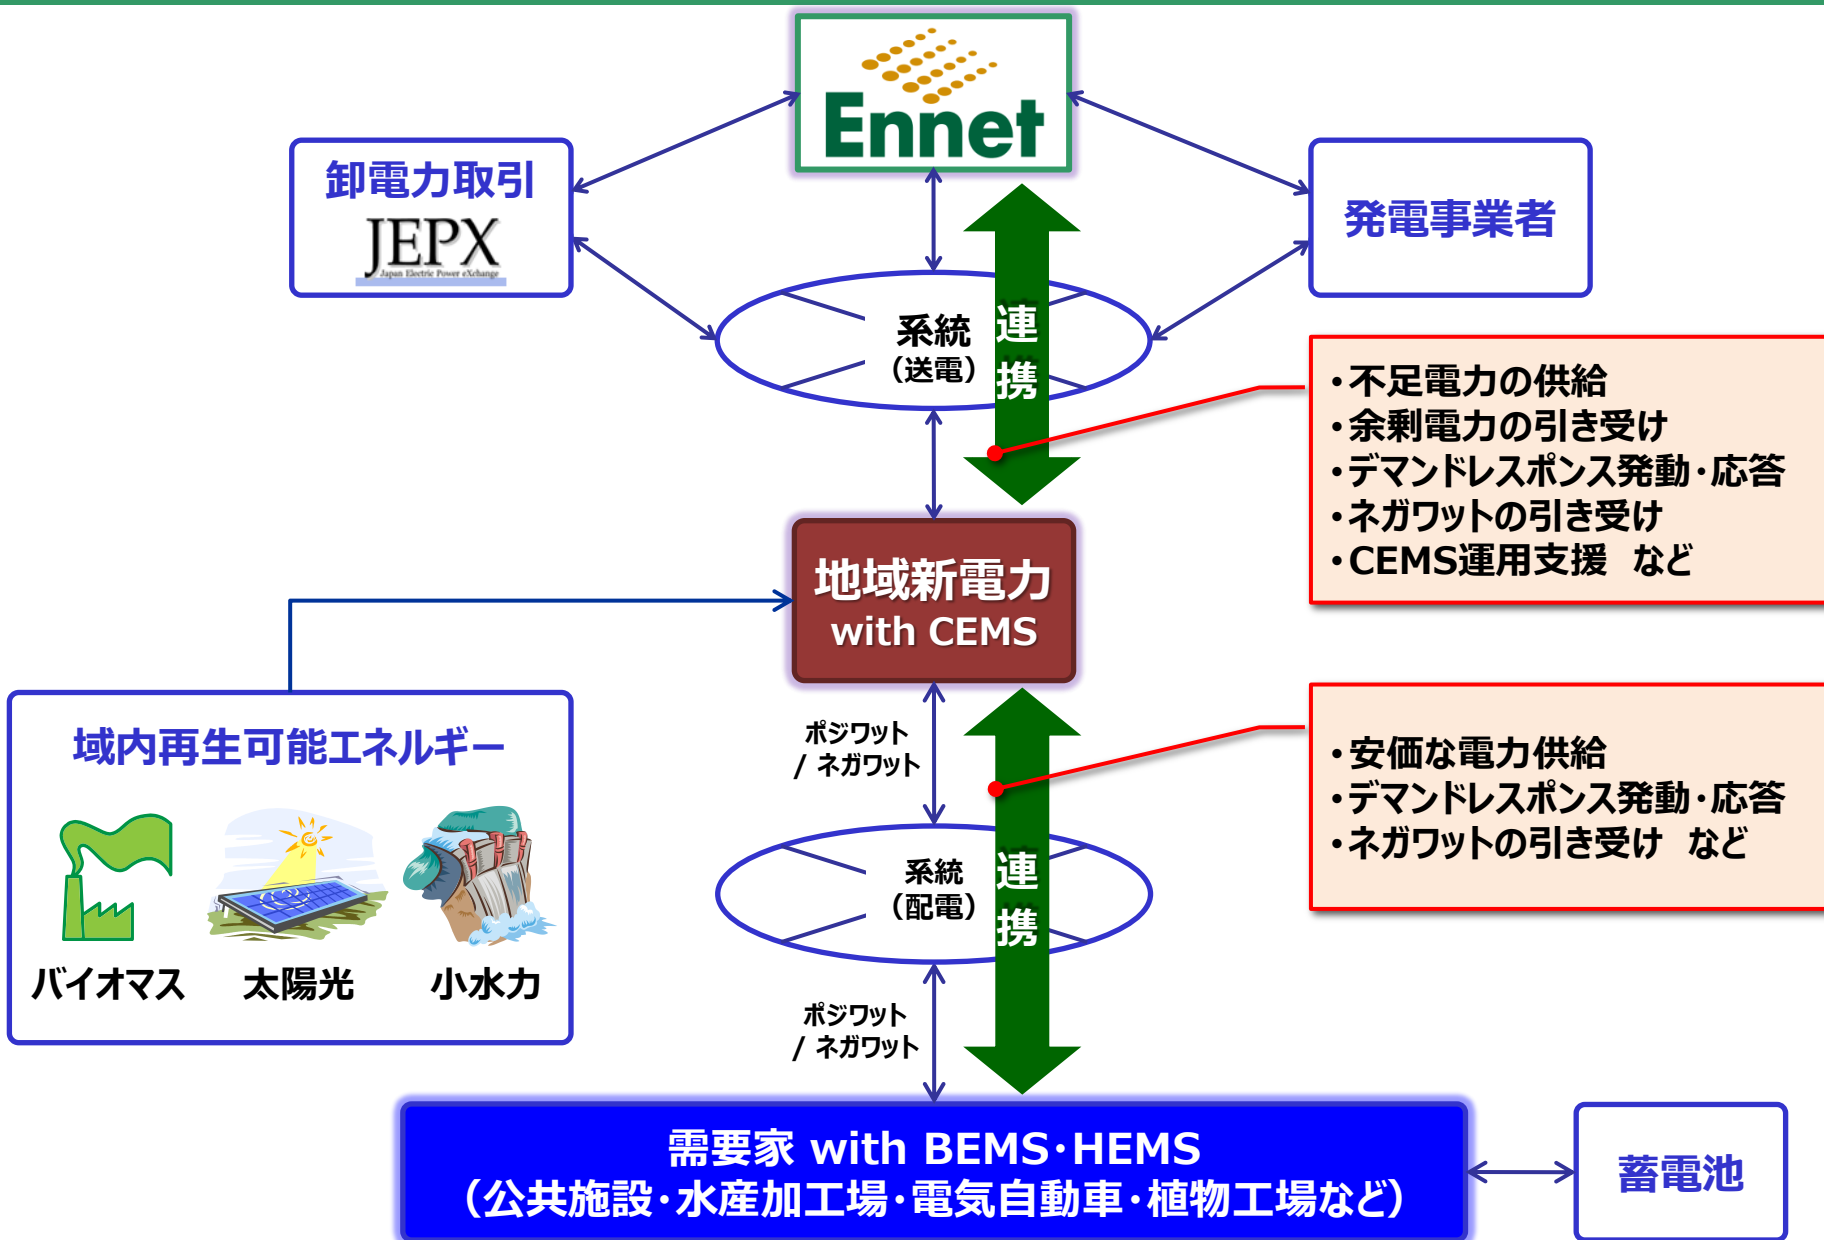 Ennet
卸電力取引
JEPX
Japan Electric Power eXchange
発電事業者
系統
（送電）
連
携
・不足電力の供給
・余剰電力の引き受け
・デマンドレスポンス発動・応答
・ネガワットの引き受け
・CEMS運用支援　など
地域新電力
with CEMS
域内再生可能エネルギー
バイオマス
太陽光
小水力
ポジワット
/ ネガワット
・安価な電力供給
・デマンドレスポンス発動・応答
・ネガワットの引き受け　など
系統
（配電）
連
携
ポジワット
/ ネガワット
需要家 with BEMS・HEMS
（公共施設・水産加工場・電気自動車・植物工場など）
蓄電池